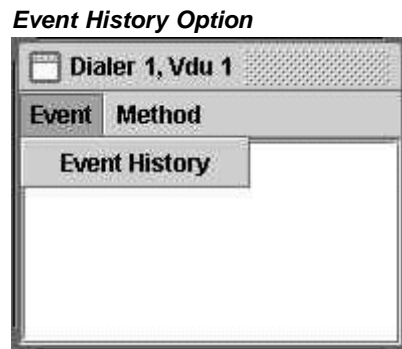 Event History Option
Dialer 1, Vdu 1
Event Method
Event History